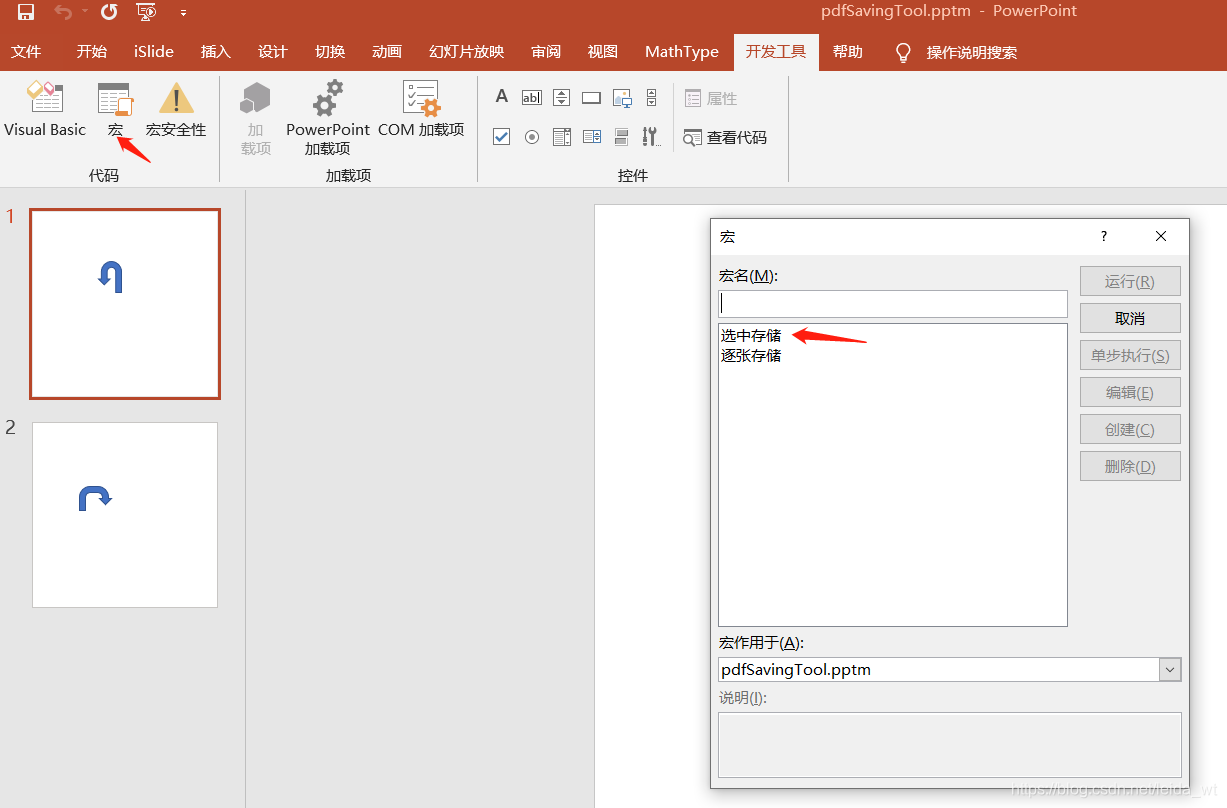 pdfSavingTool.pptm - PowerPoint
文件 开始 iSlide 插入 设计 切换 动画 幻灯片放映 审阅 视图 MathType 开发工具 帮助 操作说明搜索
Visual Basic 宏 宏安全性
代码
加
载项
PowerPoint
加载项
COM 加载项
加载项
A abl
属性
查看代码
控件
1
2
宏 ?
宏名(M):
选中存储
逐张存储
运行(R)
取消
单步执行(S)
编辑(E)
创建(C)
删除(D)
宏作用于(A):
pdfSavingTool.pptm
说明(I):
https://blog.csdn.net/leida_wt